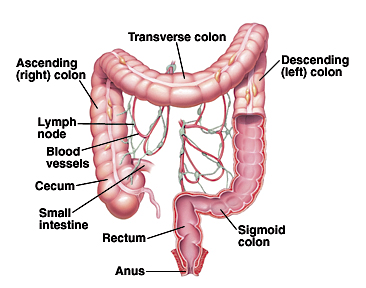 Transverse colon
Ascending
(right) colon
Descending
(left) colon
Lymph
node
Blood
vessels
Cecum
Small
intestine
Rectum
Sigmoid
colon
Anus